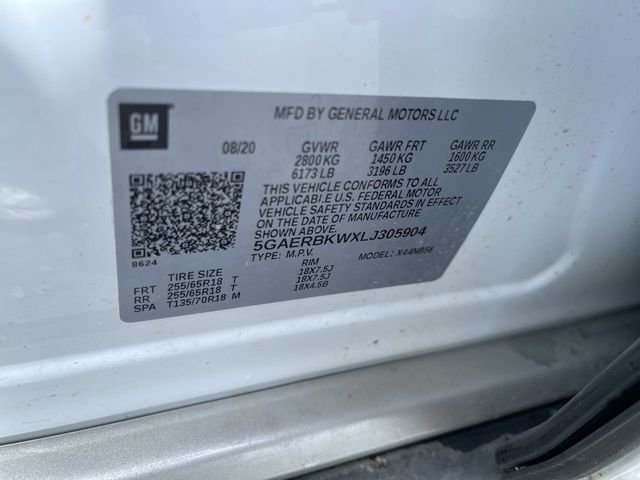 GM
MFD BY GENERAL MOTORS LLC
08/20 GVWR GAWR FRT GAWR RR
2800 KG 1450 KG 1600 KG
6173 LB 3196 LB 3527 LB
THIS VEHICLE CONFORMS TO ALL
APPLICABLE U.S. FEDERAL MOTOR
VEHICLE SAFETY STANDARDS IN EFFECT
ON THE DATE OF MANUFACTURE
SHOWN ABOVE.
5GAERBKWXLJ305904
TYPE: M.P.V. MODEL: X44NB56
8624
TIRE SIZE RIM
FRT 255/65R18 T 18X7.5J
RR 255/65R18 T 18X7.5J
SPA T135/70R18 M 18X4.5B